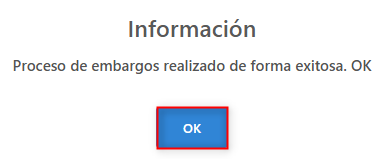 Información
Proceso de embargos realizado de forma exitosa. OK
OK